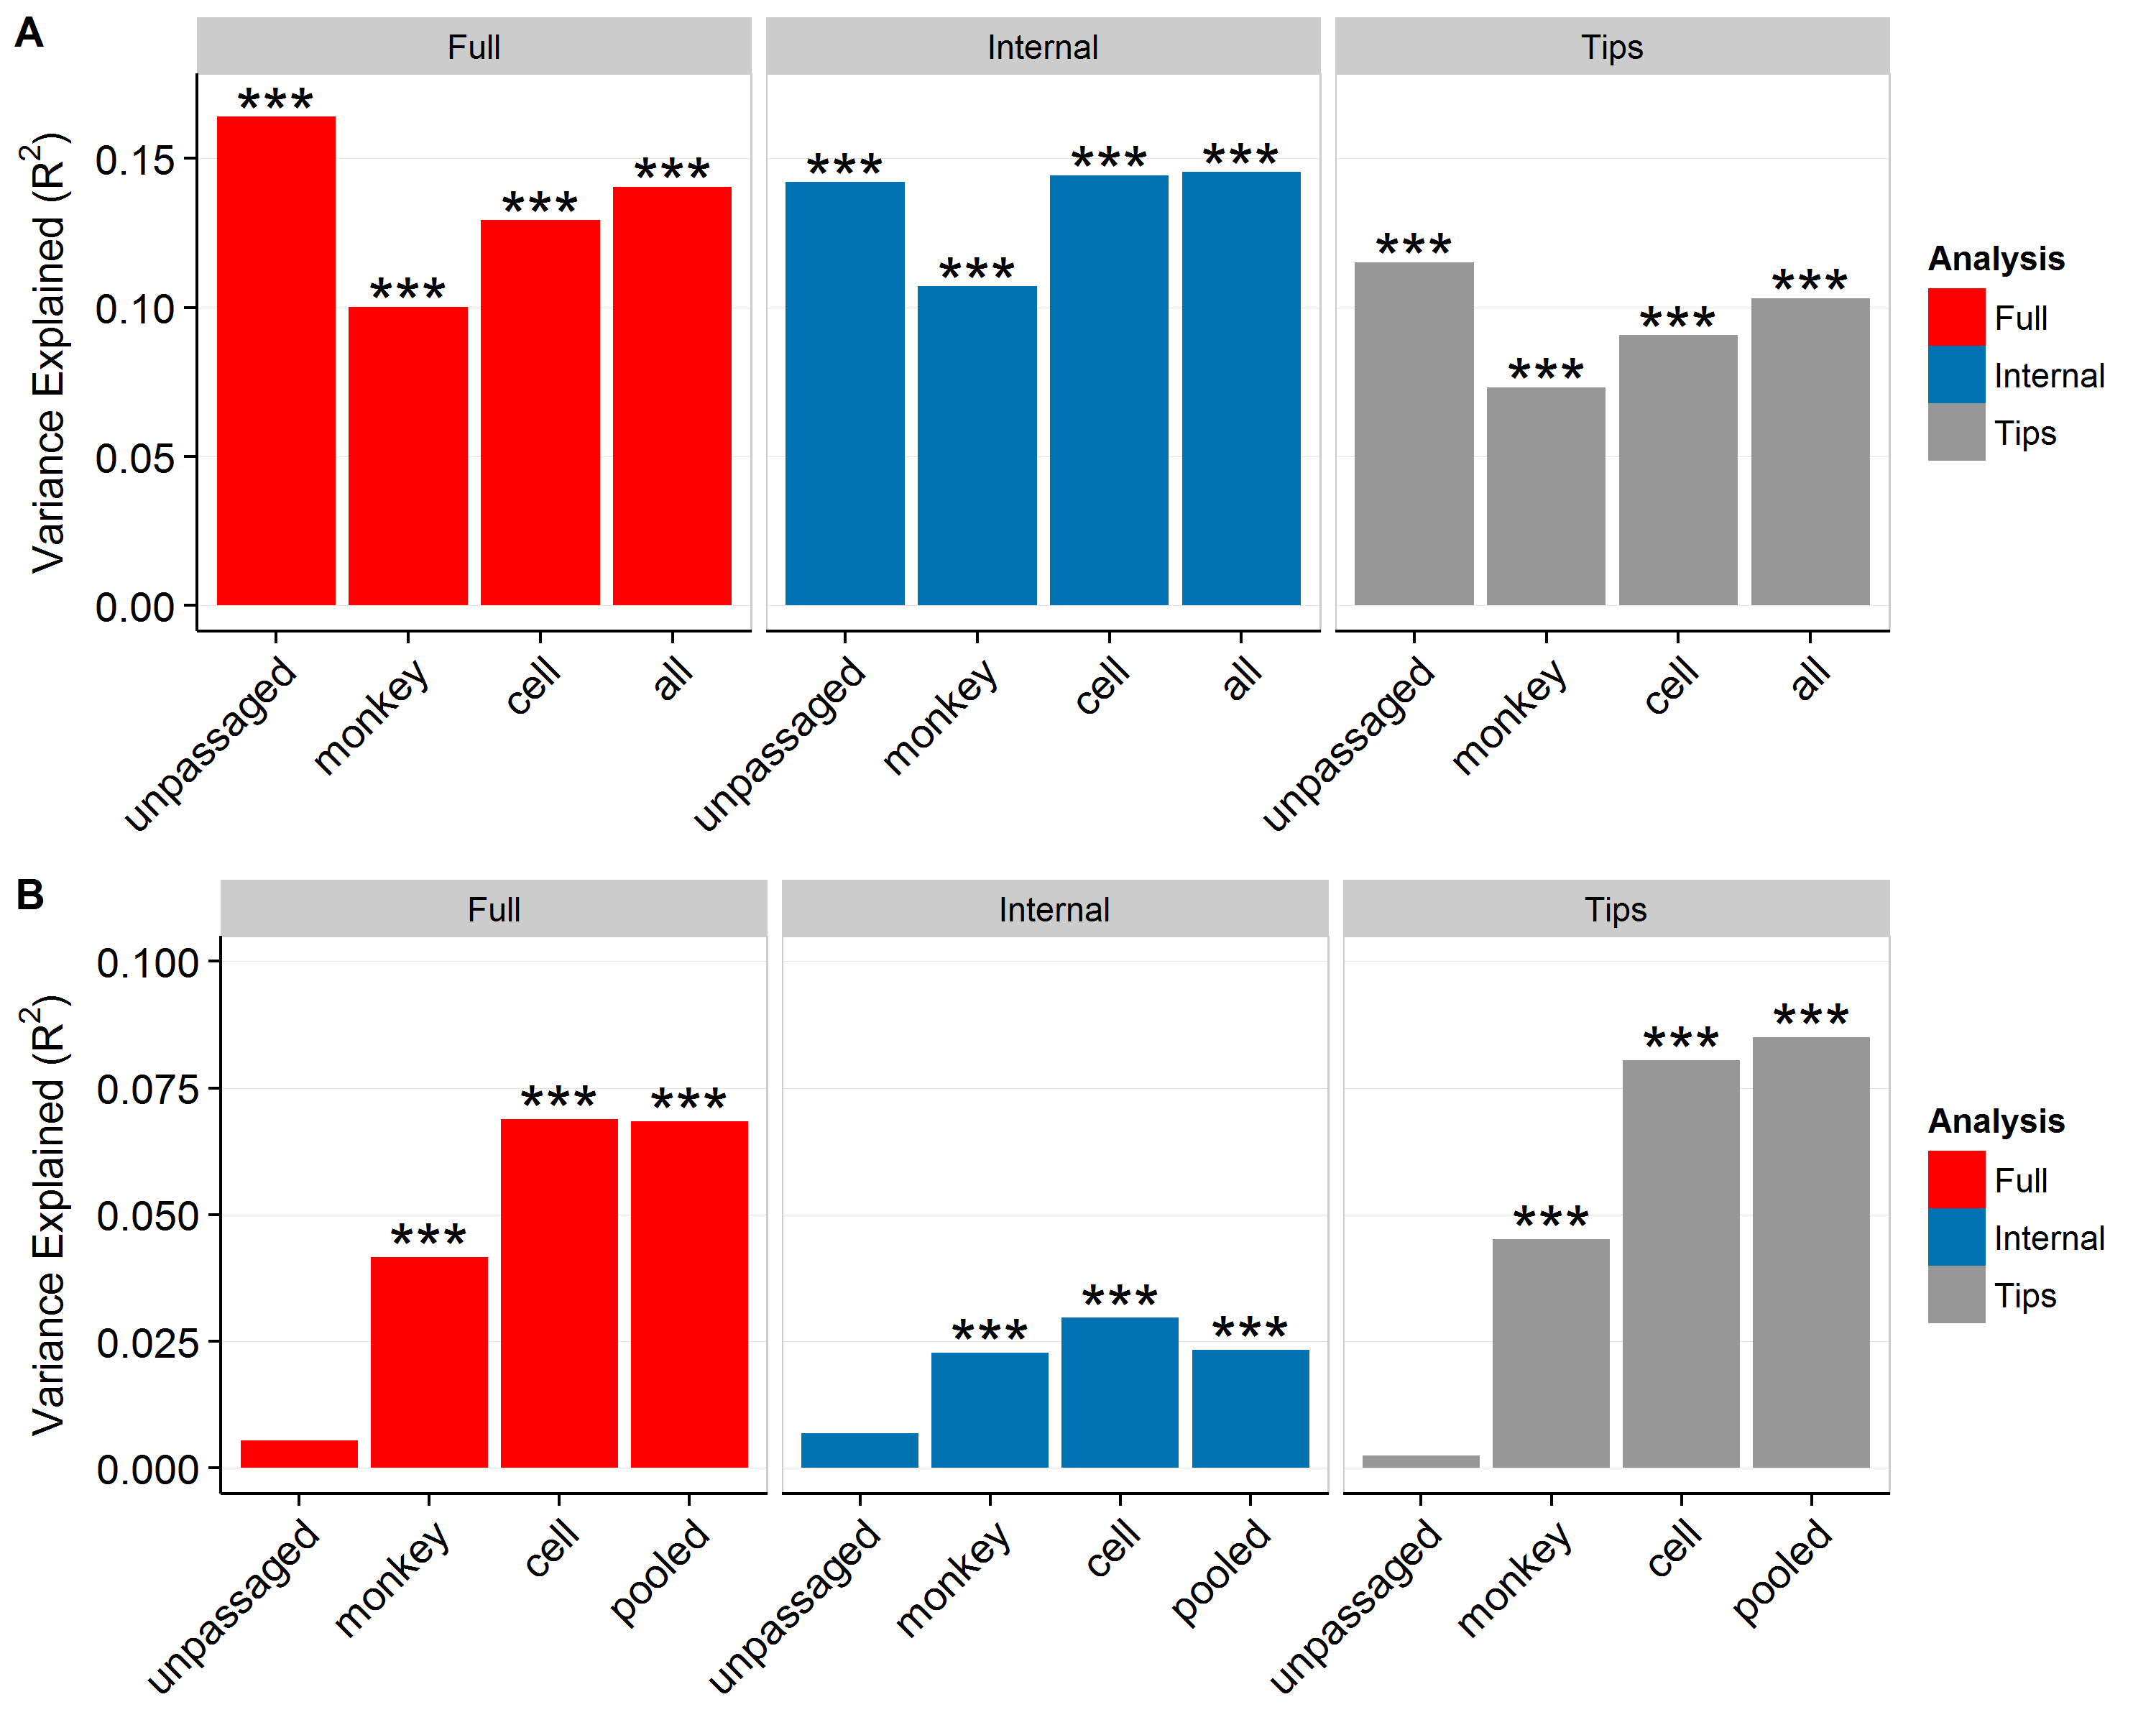 A
Full Internal Tips
Variance Explained (R²)
0.15
0.10
0.05
0.00
*** *** *** ***
*** *** *** ***
*** *** *** ***
unpassaged monkey cell all
unpassaged monkey cell all
unpassaged monkey cell all
Analysis
Full
Internal
Tips
B
Full Internal Tips
Variance Explained (R²)
0.100
0.075
0.050
0.025
0.000
*** *** ***
*** *** ***
*** *** ***
unpassaged monkey cell pooled
unpassaged monkey cell pooled
unpassaged monkey cell pooled
Analysis
Full
Internal
Tips